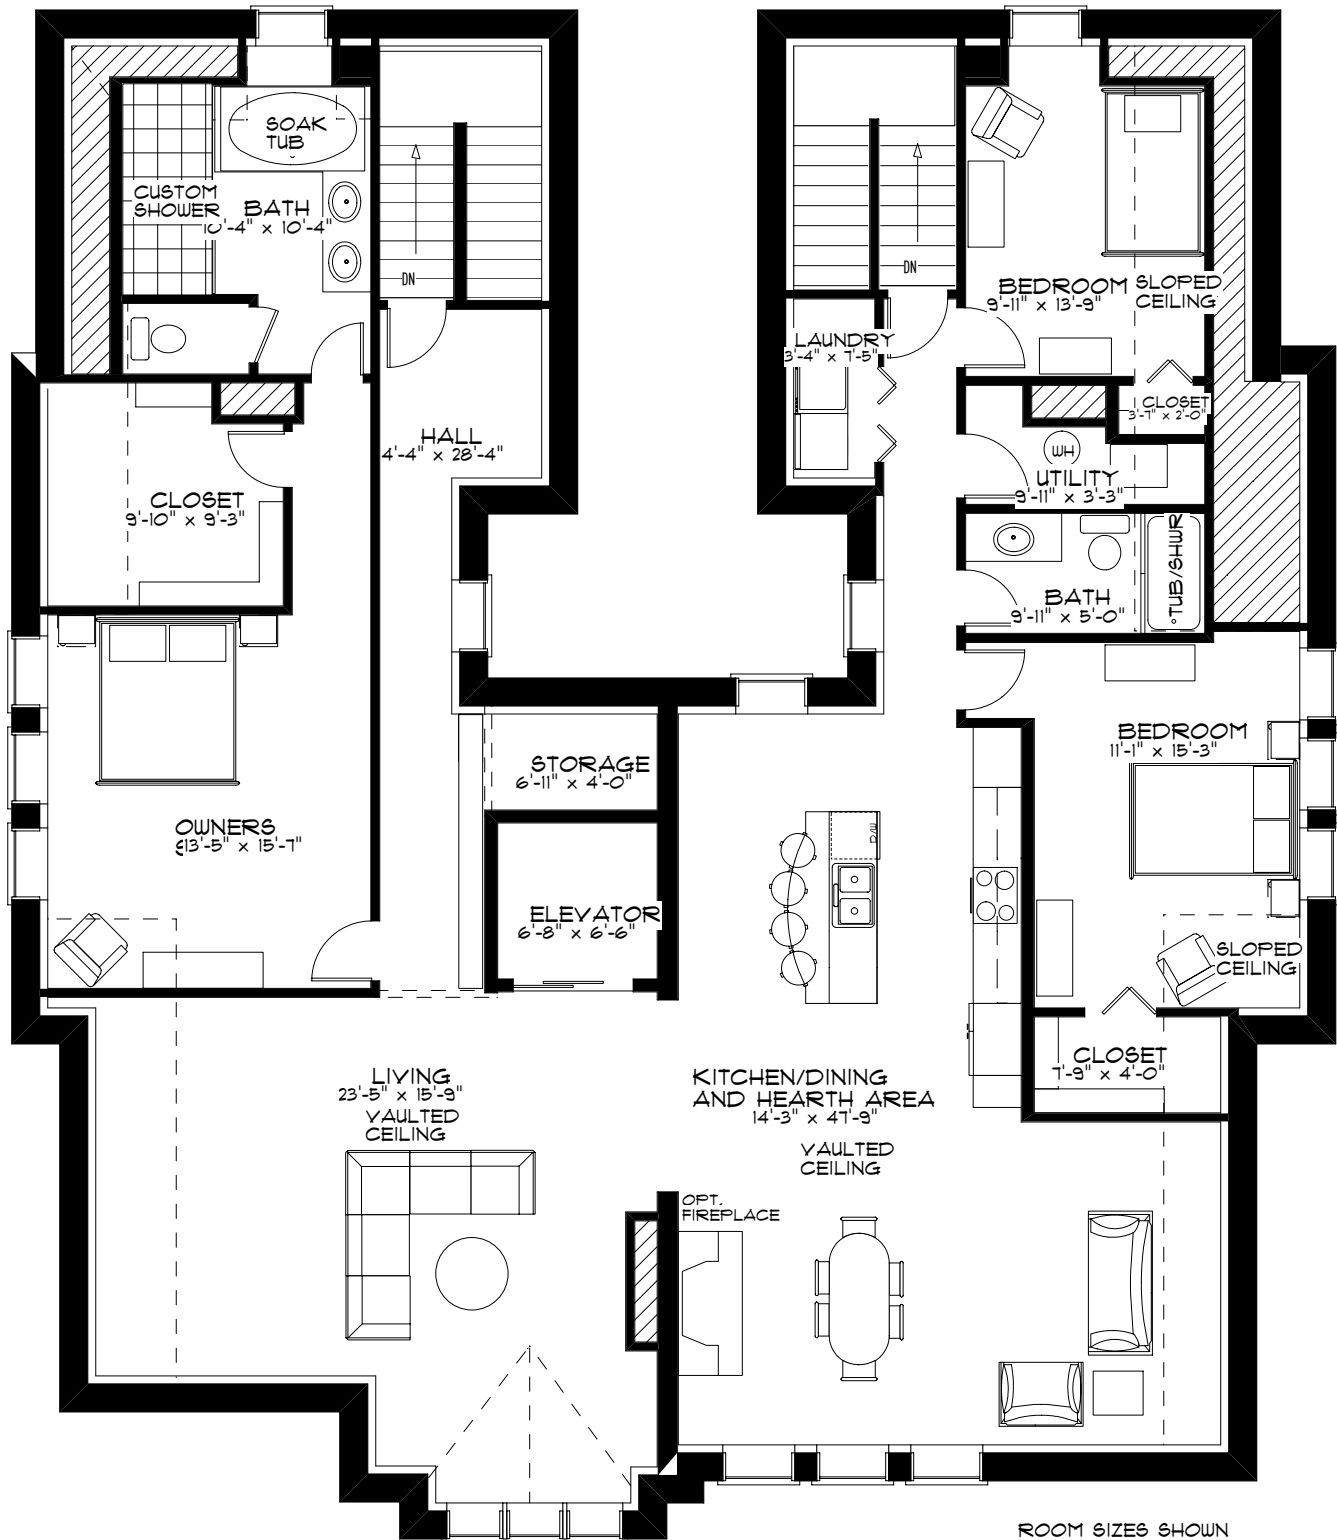 SOAK
TUB
CUSTOM
SHOWER
BATH
10'-4" x 10'-4"
DN
DN
BEDROOM
9'-11" x 13'-9"
SLOPED
CEILING
LAUNDRY
3'-4" x 7'-5"
CLOSET
3'-7" x 2'-0"
HALL
4'-4" x 28'-4"
WH
UTILITY
9'-11" x 3'-3"
CLOSET
9'-10" x 9'-3"
TUB/SHWR
BATH
9'-11" x 5'-0"
BEDROOM
11'-1" x 15'-3"
STORAGE
6'-11" x 4'-0"
OWNERS
13'-5" x 15'-7"
D/W
ELEVATOR
6'-8" x 6'-6"
SLOPED
CEILING
CLOSET
7'-9" x 4'-0"
LIVING
23'-5" x 15'-9"
VAULTED
CEILING
KITCHEN/DINING
AND HEARTH AREA
14'-3" x 47'-9"
VAULTED
CEILING
OPT.
FIREPLACE
ROOM SIZES SHOWN